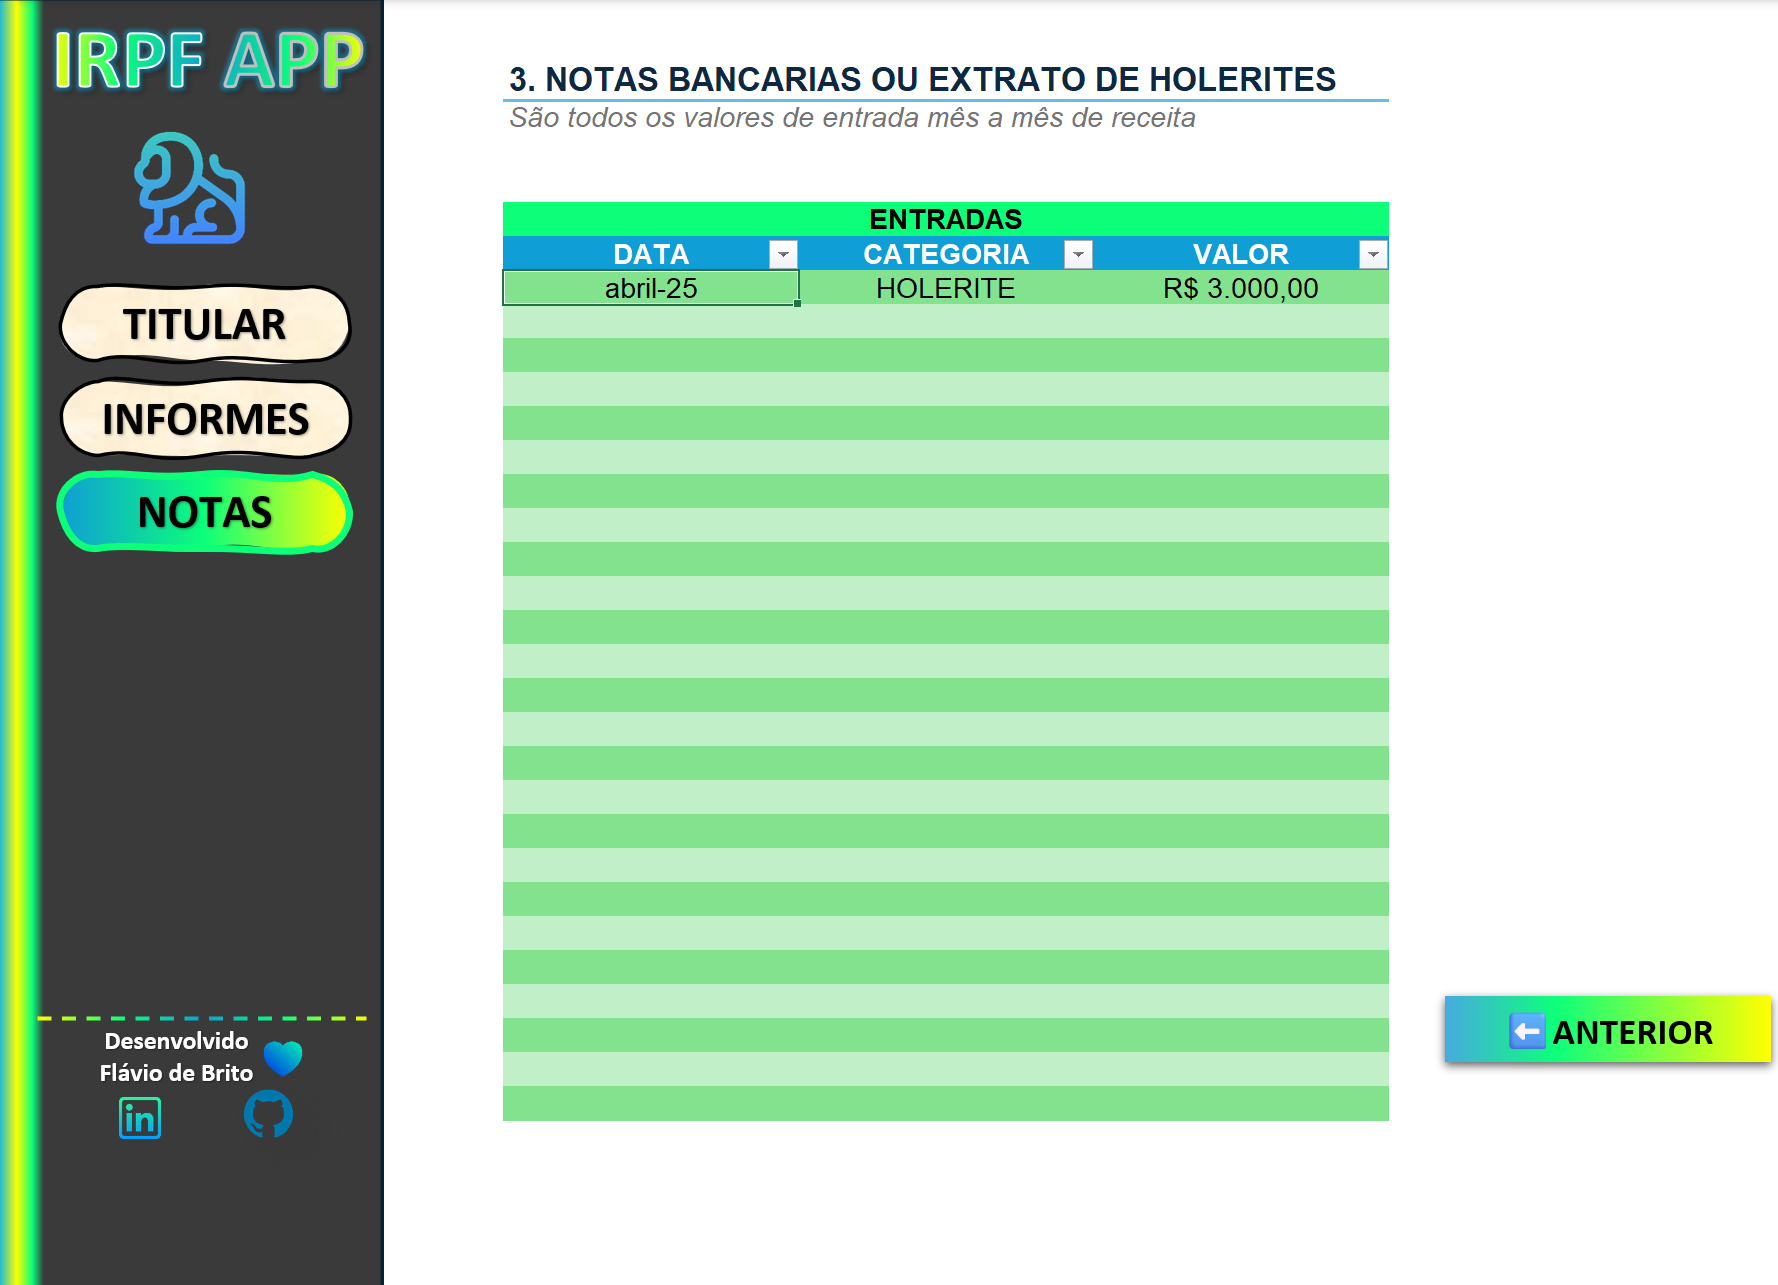 IRPF APP
TITULAR
INFORMES
NOTAS
Desenvolvido
Flávio de Brito
in
3. NOTAS BANCARIAS OU EXTRATO DE HOLERITES
São todos os valores de entrada mês a mês de receita
ENTRADAS
DATA CATEGORIA VALOR
abril-25 HOLERITE R$ 3.000,00
ANTERIOR